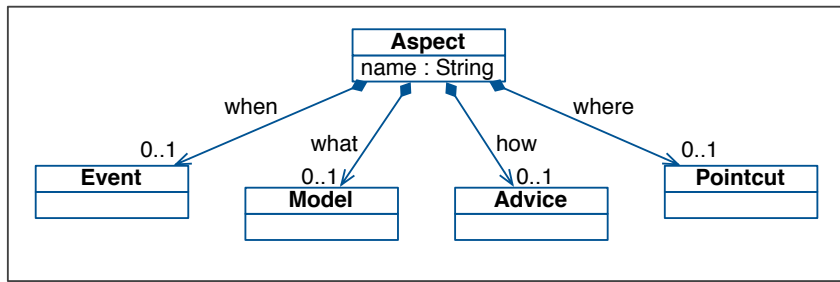 Aspect
name : String
when
where
what
how
0..1
0..1
0..1
0..1
Event
Model
Advice
Pointcut